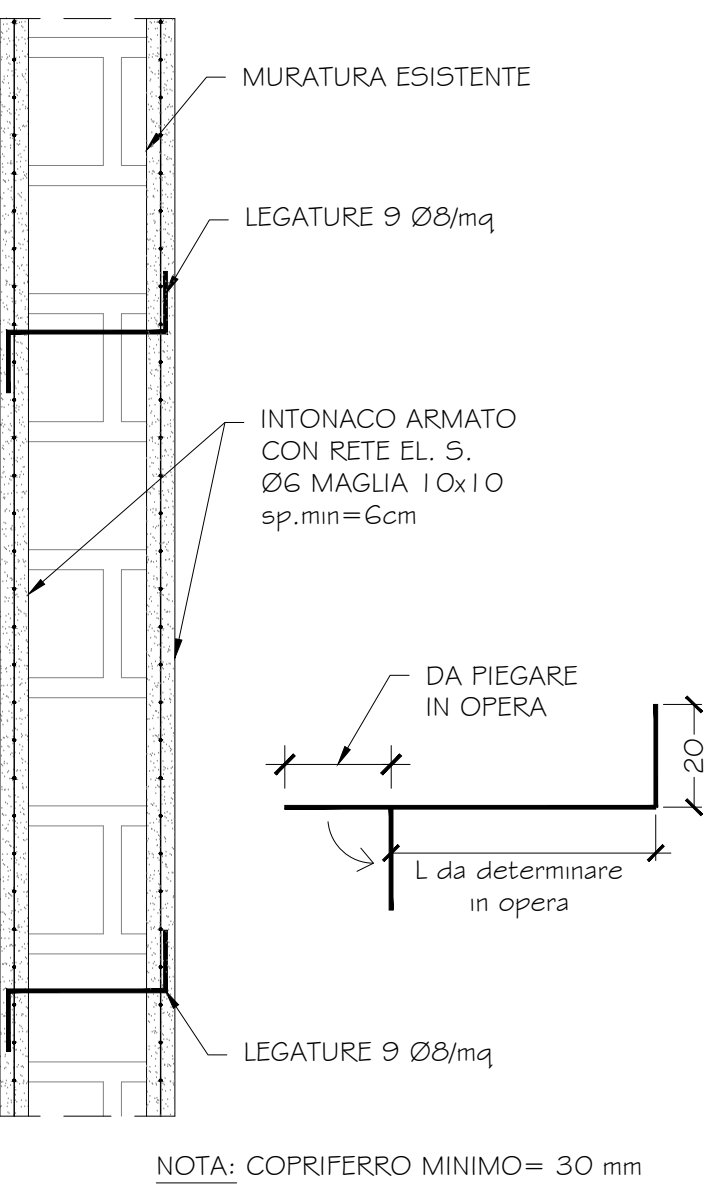 MURATURA ESISTENTE
LEGATURE 9 Ø8/mq
INTONACO ARMATO
CON RETE EL. S.
Ø6 MAGLIA 10x10
sp.min=6cm
DA PIEGARE
IN OPERA
20
L da determinare
in opera
LEGATURE 9 Ø8/mq
NOTA: COPRIFERRO MINIMO= 30 mm